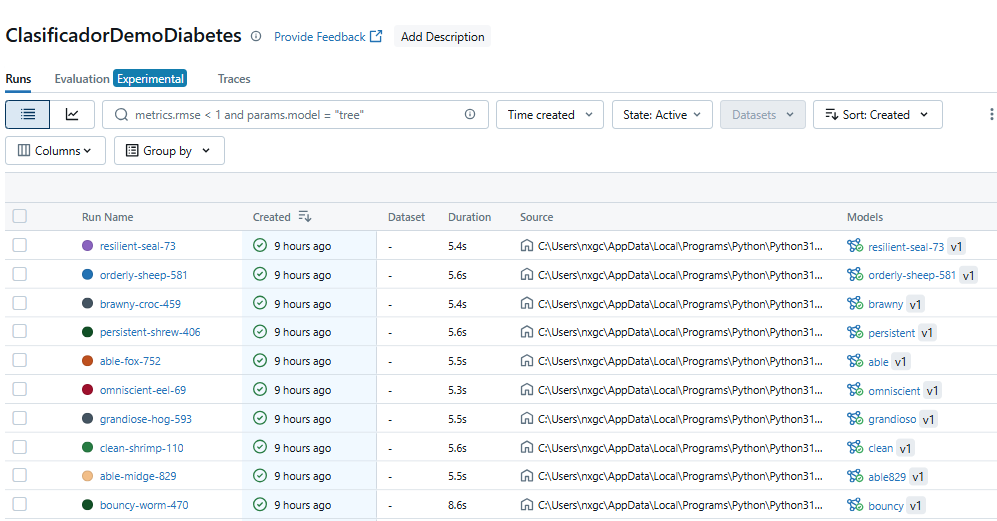 ClasificadorDemoDiabetes Provide Feedback Add Description
Runs Evaluation Experimental Traces
metrics.rmse < 1 and params.model = "tree" Time created State: Active Datasets Sort: Created
Columns Group by
Run Name Created Dataset Duration Source Models
resilient-seal-73 9 hours ago - 5.4s C:\Users\nxgc\AppData\Local\Programs\Python\Python31... resilient-seal-73 v1
orderly-sheep-581 9 hours ago - 5.6s C:\Users\nxgc\AppData\Local\Programs\Python\Python31... orderly-sheep-581 v1
brawny-croc-459 9 hours ago - 5.4s C:\Users\nxgc\AppData\Local\Programs\Python\Python31... brawny v1
persistent-shrew-406 9 hours ago - 5.6s C:\Users\nxgc\AppData\Local\Programs\Python\Python31... persistent v1
able-fox-752 9 hours ago - 5.5s C:\Users\nxgc\AppData\Local\Programs\Python\Python31... able v1
omniscient-eel-69 9 hours ago - 5.3s C:\Users\nxgc\AppData\Local\Programs\Python\Python31... omniscient v1
grandiose-hog-593 9 hours ago - 5.5s C:\Users\nxgc\AppData\Local\Programs\Python\Python31... grandioso v1
clean-shrimp-110 9 hours ago - 5.6s C:\Users\nxgc\AppData\Local\Programs\Python\Python31... clean v1
able-midge-829 9 hours ago - 5.5s C:\Users\nxgc\AppData\Local\Programs\Python\Python31... able829 v1
bouncy-worm-470 9 hours ago - 8.6s C:\Users\nxgc\AppData\Local\Programs\Python\Python31... bouncy v1